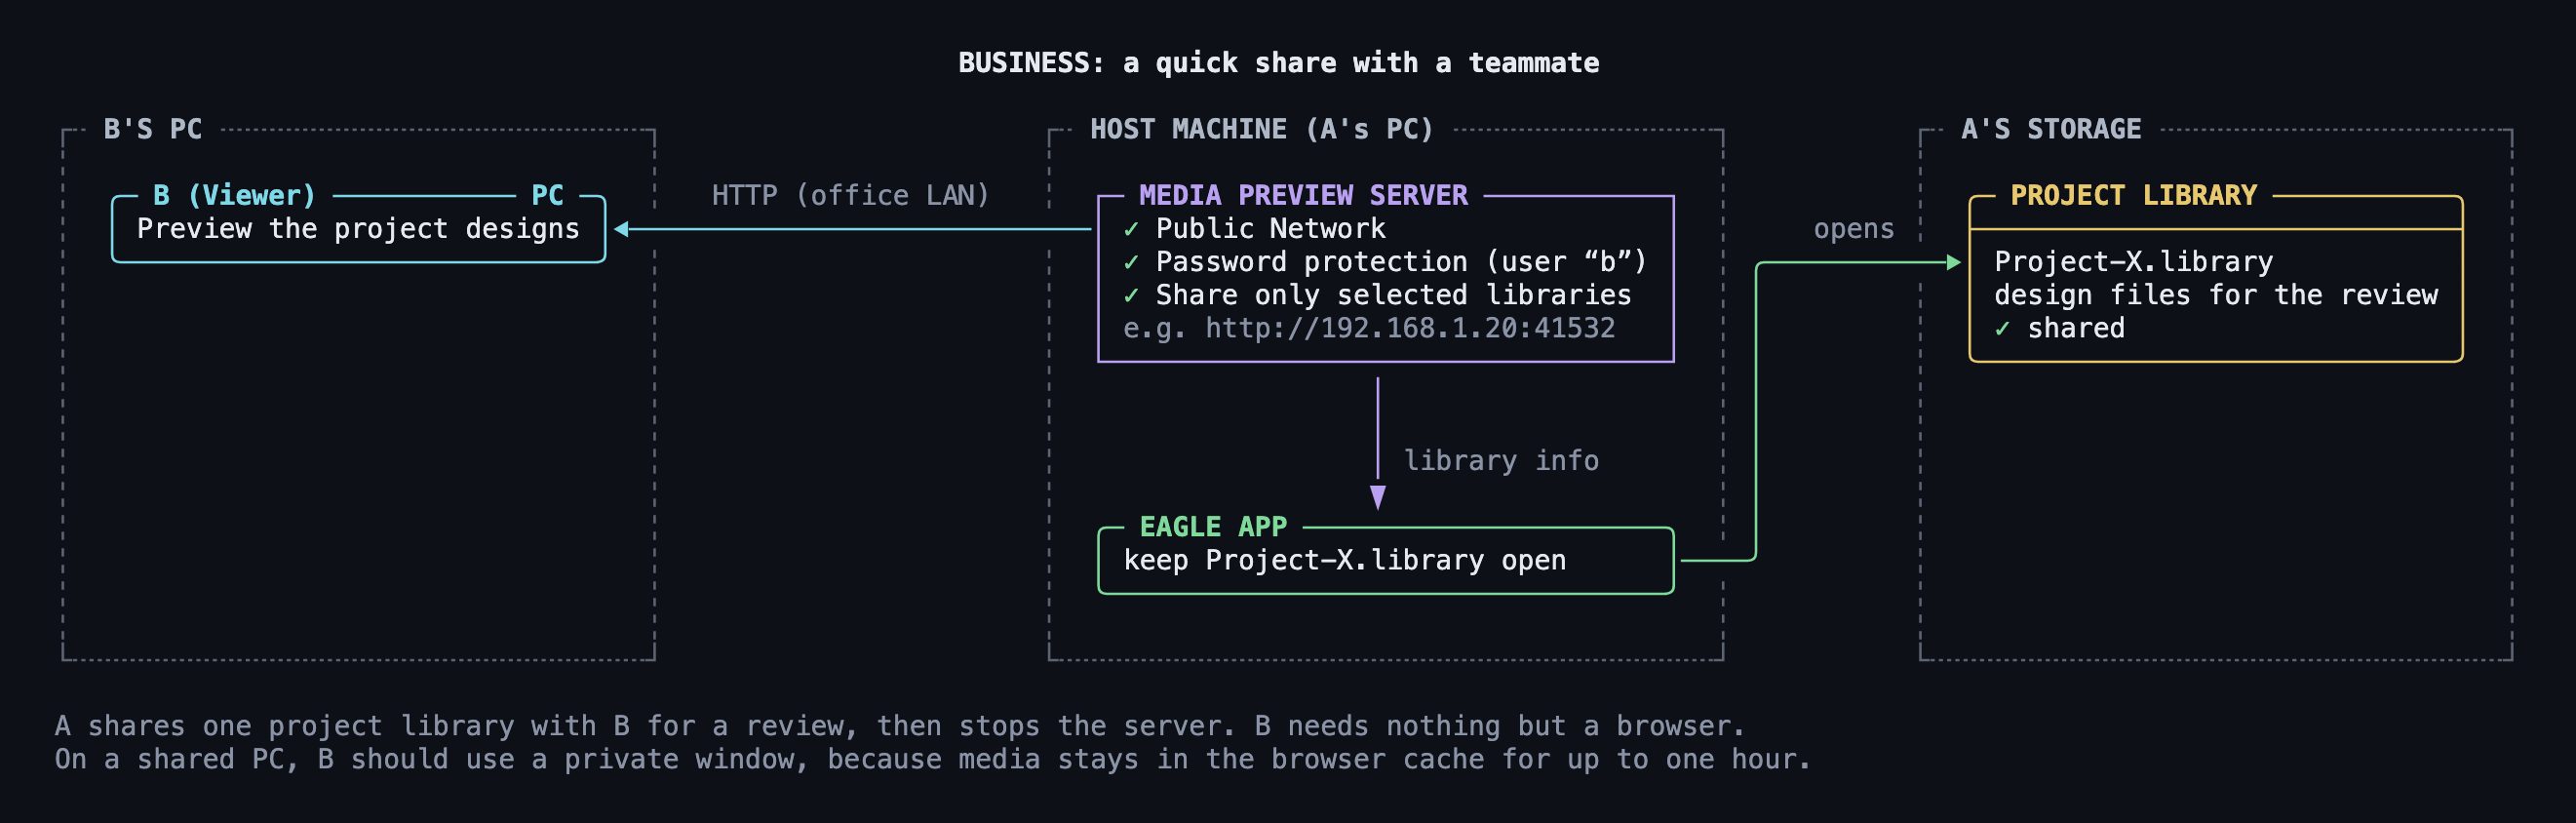 BUSINESS: a quick share with a teammate
B'S PC
B (Viewer)
PC
Preview the project designs
HTTP (office LAN)
HOST MACHINE (A's PC)
MEDIA PREVIEW SERVER
✓ Public Network
✓ Password protection (user “b”)
✓ Share only selected libraries
e.g. http://192.168.1.20:41532
library info
EAGLE APP
keep Project-X.library open
opens
A'S STORAGE
PROJECT LIBRARY
Project-X.library
design files for the review
✓ shared
A shares one project library with B for a review, then stops the server. B needs nothing but a browser.
On a shared PC, B should use a private window, because media stays in the browser cache for up to one hour.